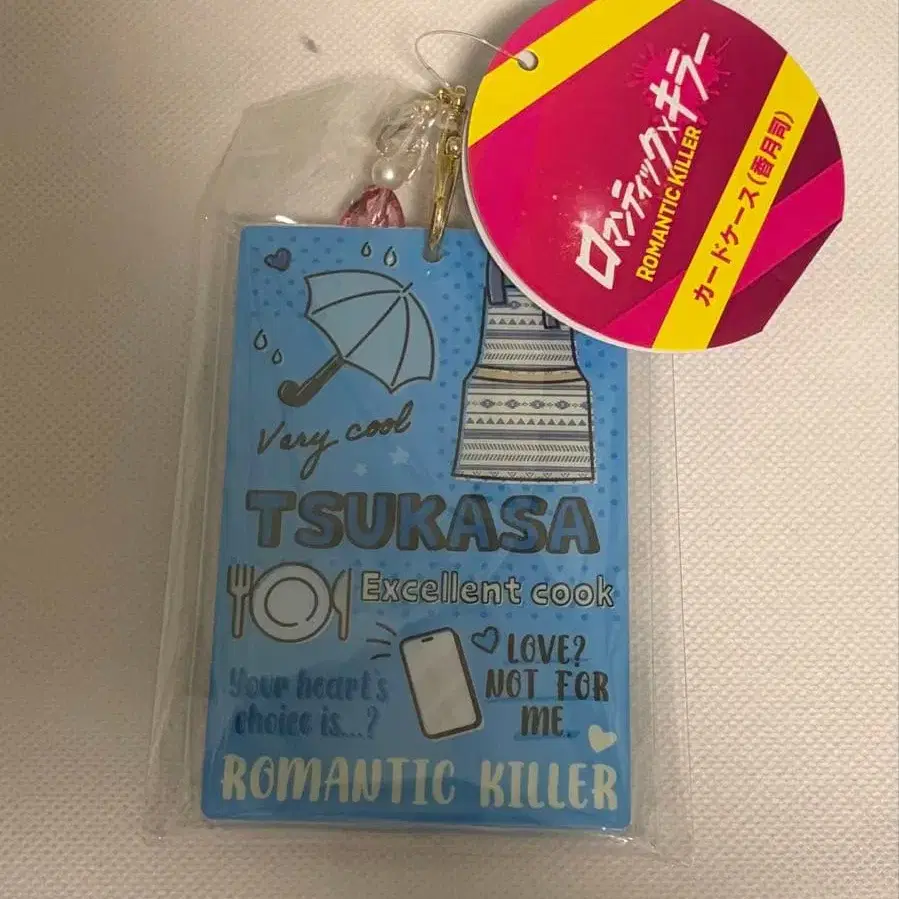 ロマンティック×キラー
ROMANTIC KILLER
カードケース(香月司)
Very cool
TSUKASA
Excellent cook
LOVE?
NOT FOR
ME.
Your heart's
choice is...?
ROMANTIC KILLER